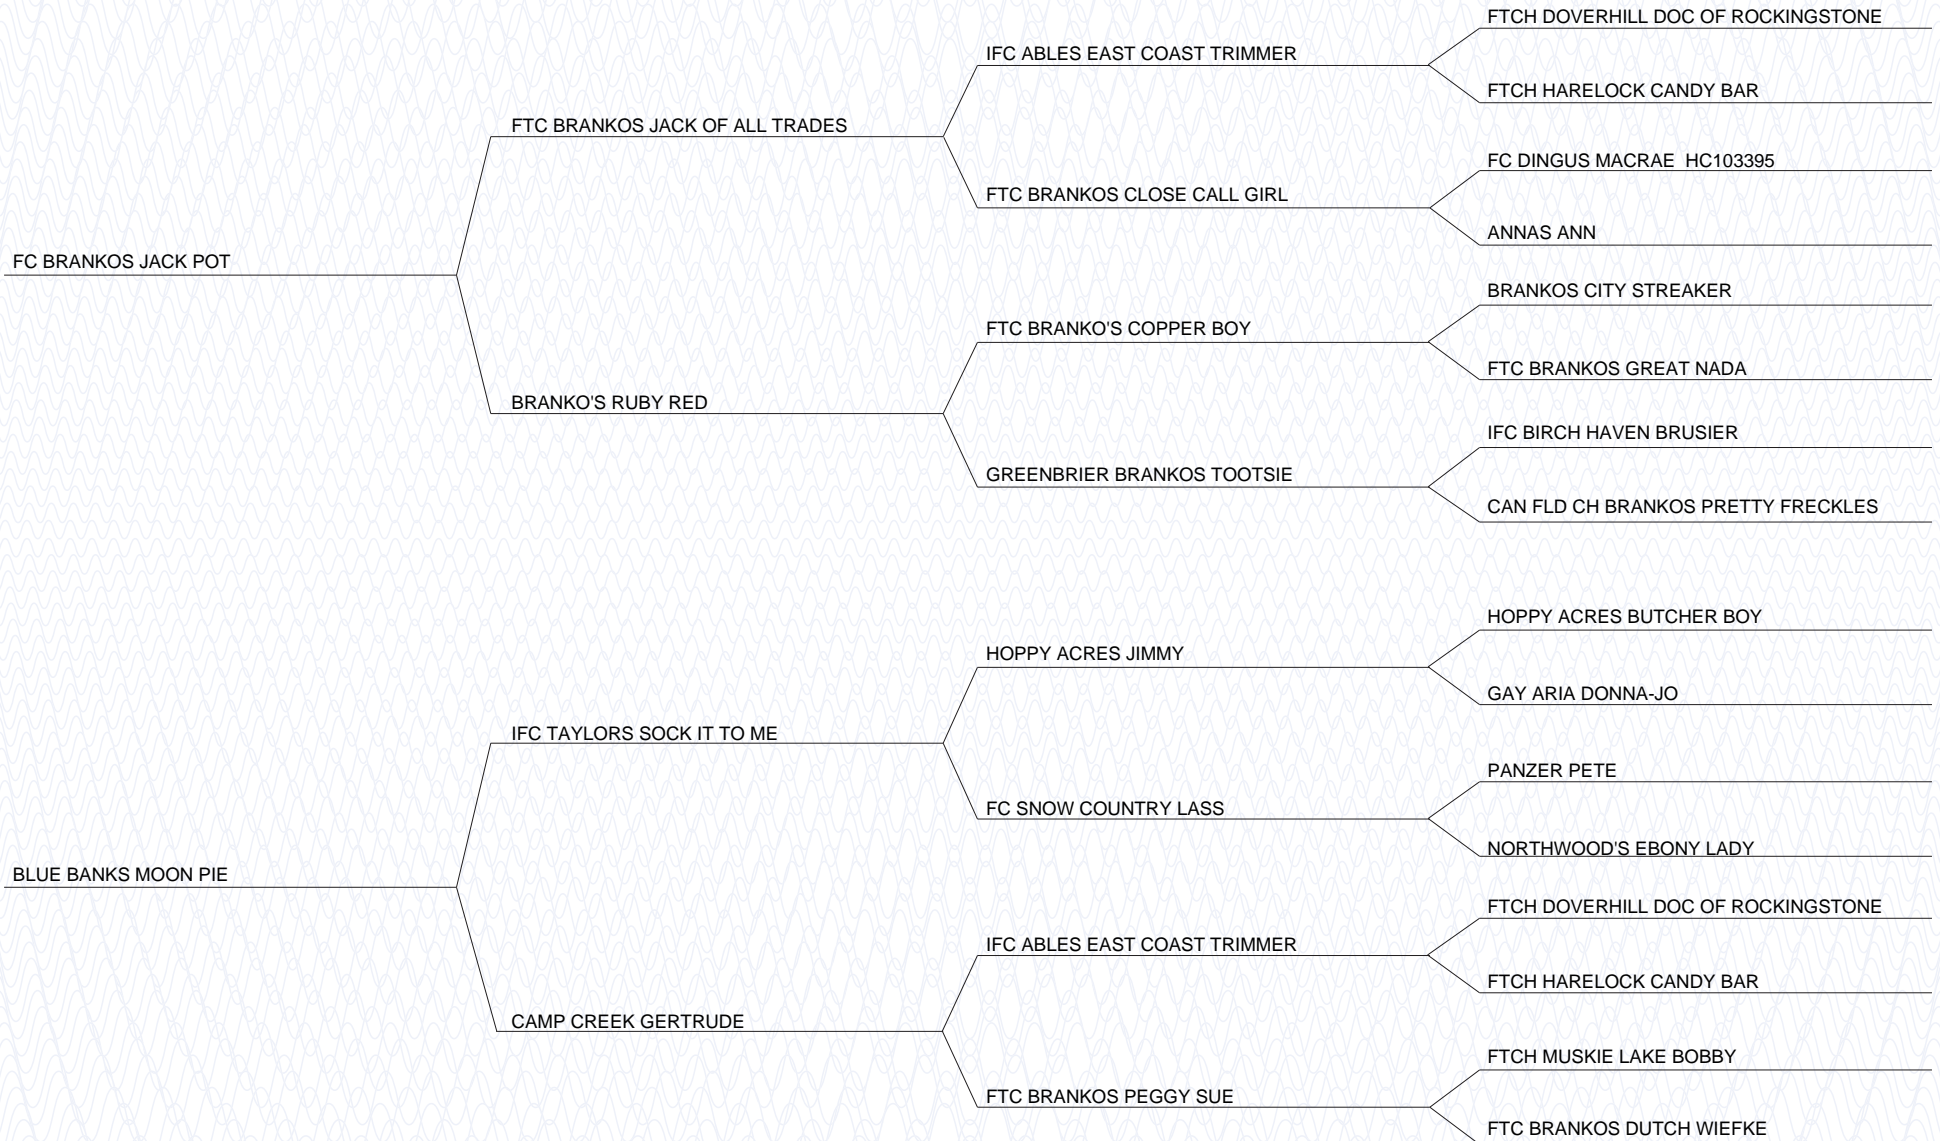 FTCH DOVERHILL DOC OF ROCKINGSTONE
IFC ABLES EAST COAST TRIMMER
FTCH HARELOCK CANDY BAR
FTC BRANKOS JACK OF ALL TRADES
FC DINGUS MACRAE  HC103395
FTC BRANKOS CLOSE CALL GIRL
ANNAS ANN
FC BRANKOS JACK POT
BRANKOS CITY STREAKER
FTC BRANKO'S COPPER BOY
FTC BRANKOS GREAT NADA
BRANKO'S RUBY RED
IFC BIRCH HAVEN BRUSIER
GREENBRIER BRANKOS TOOTSIE
CAN FLD CH BRANKOS PRETTY FRECKLES
HOPPY ACRES BUTCHER BOY
HOPPY ACRES JIMMY
GAY ARIA DONNA-JO
IFC TAYLORS SOCK IT TO ME
PANZER PETE
FC SNOW COUNTRY LASS
NORTHWOOD'S EBONY LADY
BLUE BANKS MOON PIE
FTCH DOVERHILL DOC OF ROCKINGSTONE
IFC ABLES EAST COAST TRIMMER
FTCH HARELOCK CANDY BAR
CAMP CREEK GERTRUDE
FTCH MUSKIE LAKE BOBBY
FTC BRANKOS PEGGY SUE
FTC BRANKOS DUTCH WIEFKE